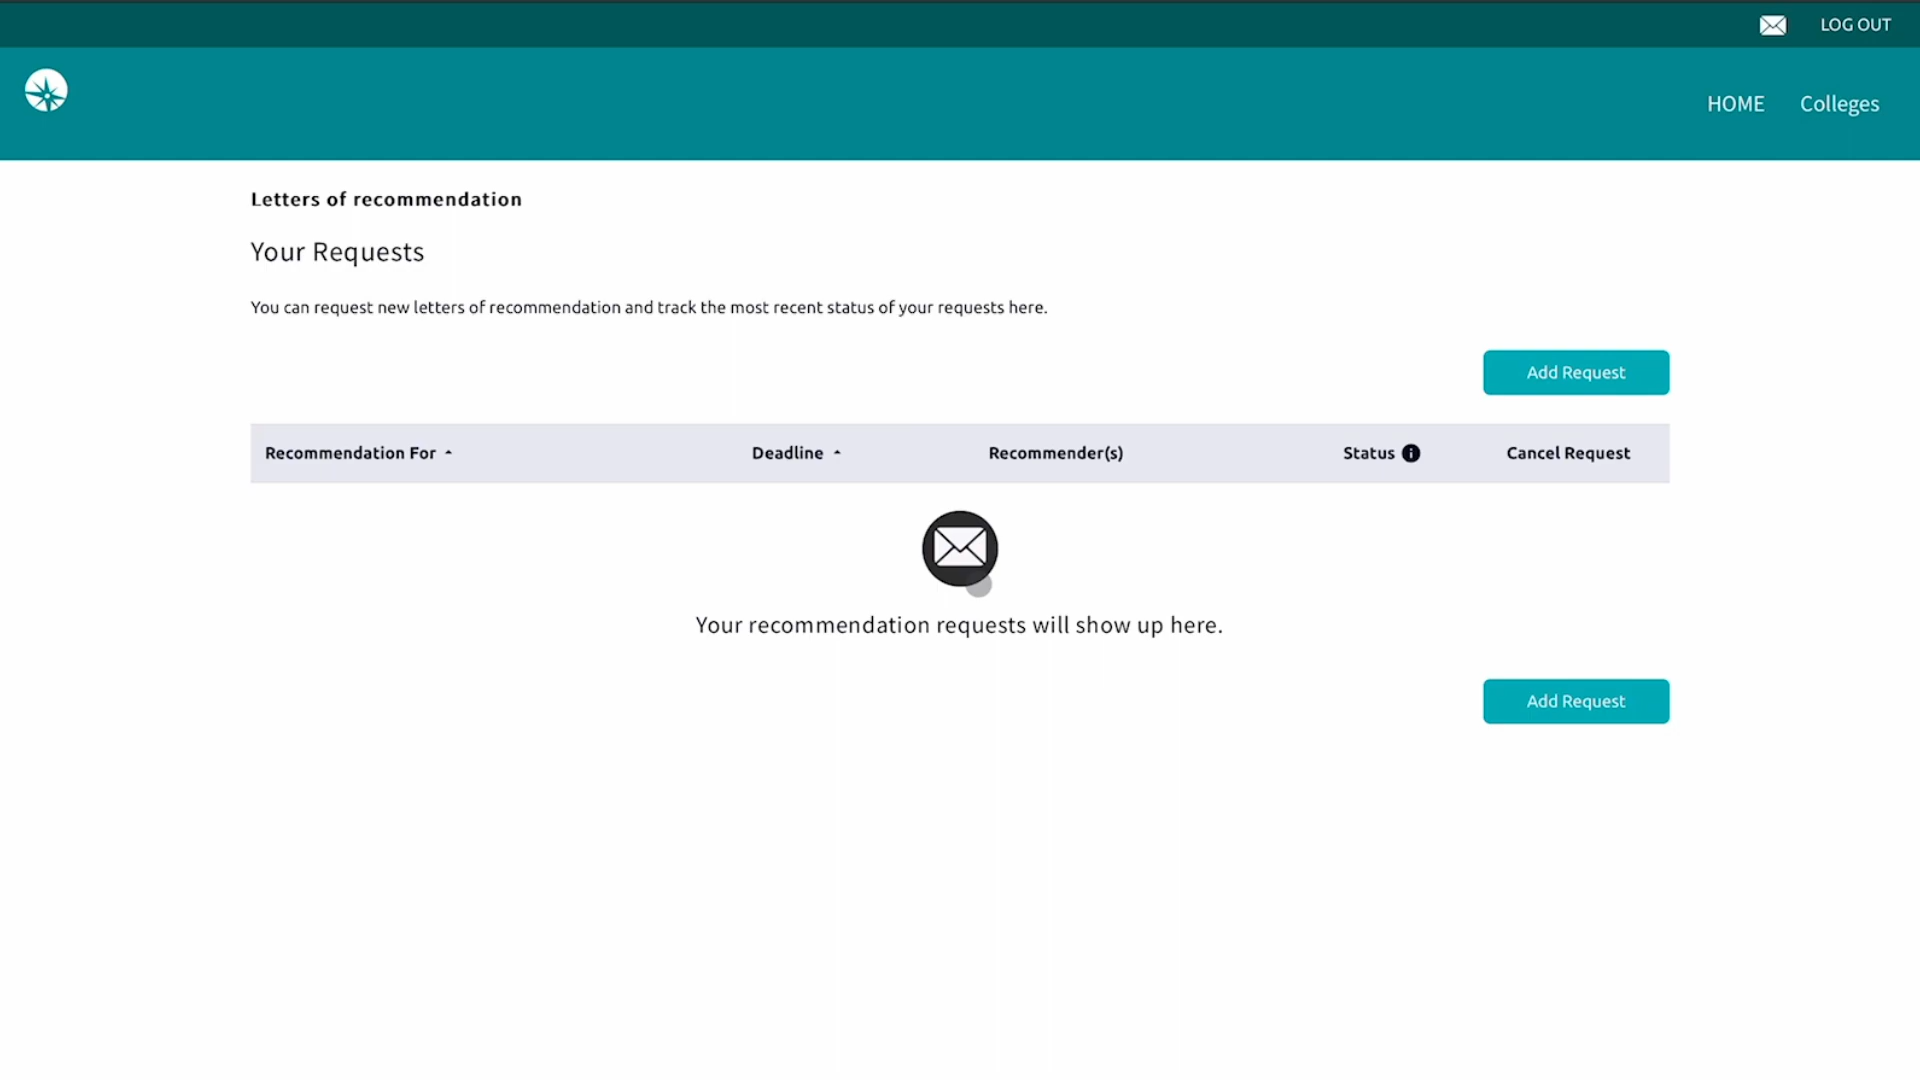 LOG OUT
HOME Colleges
Letters of recommendation
Your Requests
You can request new letters of recommendation and track the most recent status of your requests here.
Add Request
Recommendation For Deadline Recommender(s) Status Cancel Request
Your recommendation requests will show up here.
Add Request